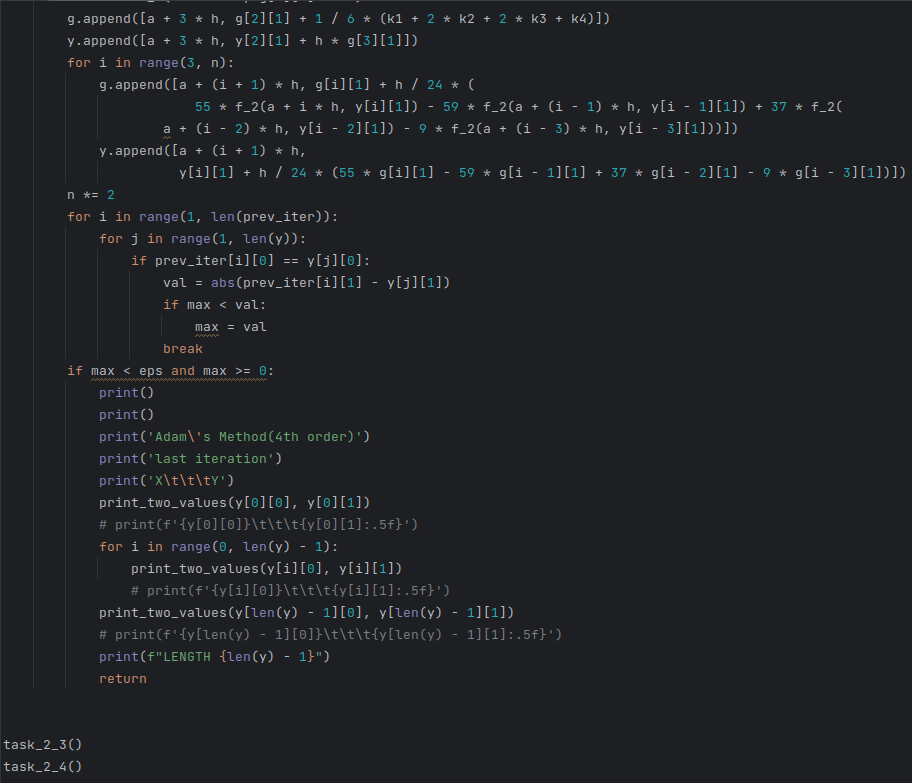 g.append([a + 3 * h, g[2][1] + 1 / 6 * (k1 + 2 * k2 + 2 * k3 + k4)])
y.append([a + 3 * h, y[2][1] + h * g[3][1]])
for i in range(3, n):
g.append([a + (i + 1) * h, g[i][1] + h / 24 * (
55 * f_2(a + i * h, y[i][1]) - 59 * f_2(a + (i - 1) * h, y[i - 1][1]) + 37 * f_2(
a + (i - 2) * h, y[i - 2][1]) - 9 * f_2(a + (i - 3) * h, y[i - 3][1]))])
y.append([a + (i + 1) * h,
y[i][1] + h / 24 * (55 * g[i][1] - 59 * g[i - 1][1] + 37 * g[i - 2][1] - 9 * g[i - 3][1])])
n *= 2
for i in range(1, len(prev_iter)):
for j in range(1, len(y)):
if prev_iter[i][0] == y[j][0]:
val = abs(prev_iter[i][1] - y[j][1])
if max < val:
max = val
break
if max < eps and max >= 0:
print()
print()
print('Adam\'s Method(4th order)')
print('last iteration')
print('X\t\t\tY')
print_two_values(y[0][0], y[0][1])
# print(f'{y[0][0]}\t\t\t{y[0][1]:.5f}')
for i in range(0, len(y) - 1):
print_two_values(y[i][0], y[i][1])
# print(f'{y[i][0]}\t\t\t{y[i][1]:.5f}')
print_two_values(y[len(y) - 1][0], y[len(y) - 1][1])
# print(f'{y[len(y) - 1][0]}\t\t\t{y[len(y) - 1][1]:.5f}')
print(f"LENGTH {len(y) - 1}")
return
task_2_3()
task_2_4()